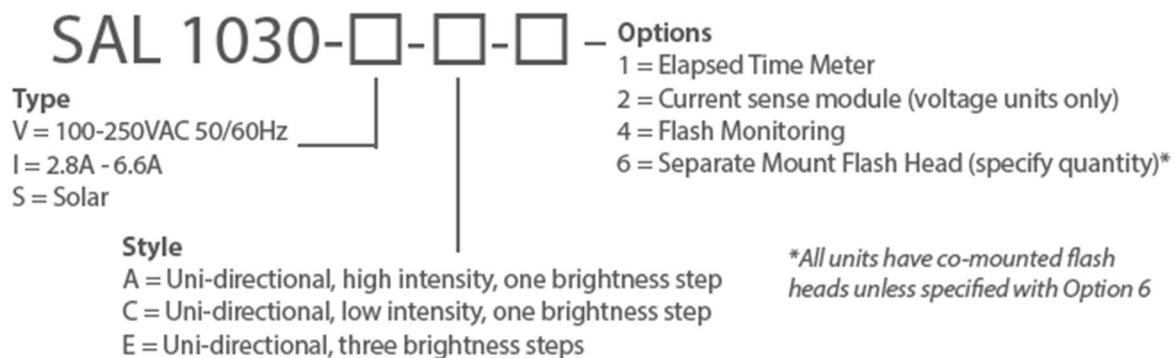 SAL 1030-□-□-□
Options
1 = Elapsed Time Meter
2 = Current sense module (voltage units only)
4 = Flash Monitoring
6 = Separate Mount Flash Head (specify quantity)*
Type
V = 100-250VAC 50/60Hz
I = 2.8A - 6.6A
S = Solar
Style
A = Uni-directional, high intensity, one brightness step
C = Uni-directional, low intensity, one brightness step
E = Uni-directional, three brightness steps
*All units have co-mounted flash
heads unless specified with Option 6